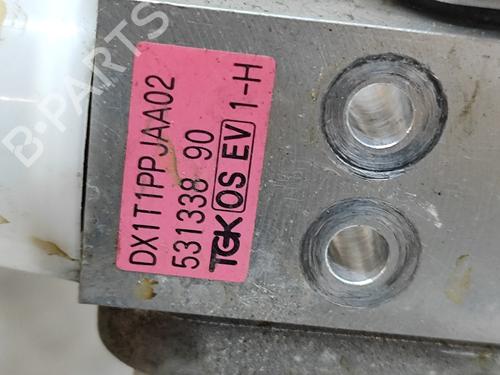 B-PARTS
DX1T1PPJAA02
531338 90
TGK OS EV 1-H